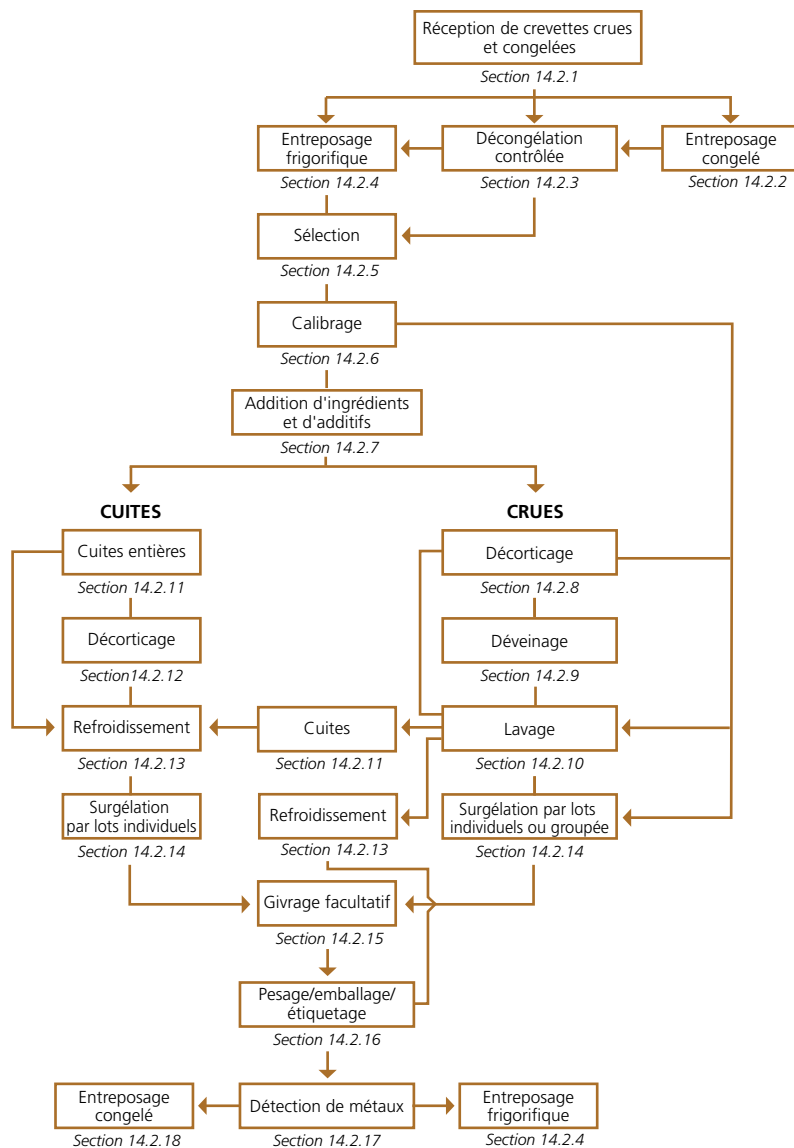 Réception de crevettes crues
et congelées
Section 14.2.1
Entreposage
frigorifique
Section 14.2.4
Décongélation
contrôlée
Section 14.2.3
Entreposage
congelé
Section 14.2.2
Sélection
Section 14.2.5
Calibrage
Section 14.2.6
Addition d'ingrédients
et d'additifs
Section 14.2.7
CUITES
CRUES
Cuites entières
Section 14.2.11
Décorticage
Section 14.2.8
Décorticage
Section14.2.12
Déveinage
Section 14.2.9
Refroidissement
Section 14.2.13
Cuites
Section 14.2.11
Lavage
Section 14.2.10
Surgélation
par lots individuels
Section 14.2.14
Refroidissement
Section 14.2.13
Surgélation par lots
individuels ou groupée
Section 14.2.14
Givrage facultatif
Section 14.2.15
Pesage/emballage/
étiquetage
Section 14.2.16
Entreposage
congelé
Section 14.2.18
Détection de métaux
Section 14.2.17
Entreposage
frigorifique
Section 14.2.4